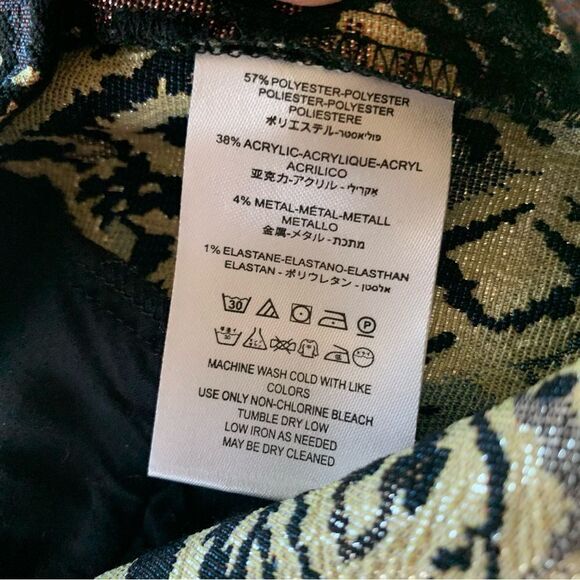 57% POLYESTER-POLYESTER
POLIESTER-POLYESTER
POLIESTERE
ポリエステル-פוליאסטר
38% ACRYLIC-ACRYLIQUE-ACRYL
ACRILICO
亚克力-アクリル-אקרילי
4% METAL-MÉTAL-METALL
METALLO
金属-メタル-מתכת
1% ELASTANE-ELASTANO-ELASTHAN
ELASTAN-ポリウレタン-אלסטן
30 P
MACHINE WASH COLD WITH LIKE
COLORS
USE ONLY NON-CHLORINE BLEACH
TUMBLE DRY LOW
LOW IRON AS NEEDED
MAY BE DRY CLEANED